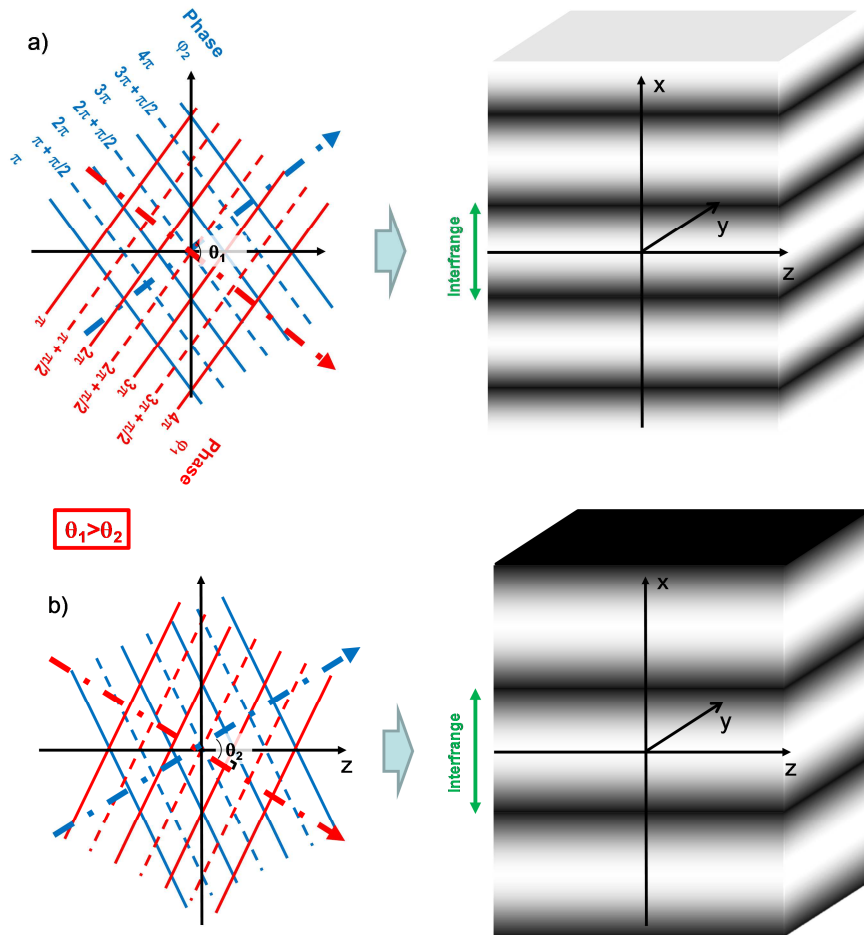 a)
Phase
φ2
4π
3π + π/2
3π
2π + π/2
2π
π + π/2
π
θ1
π
π + π/2
2π
2π + π/2
3π
3π + π/2
4π
φ1
Phase
x
y
z
Interfrange
θ1>θ2
b)
θ2
z
x
y
z
Interfrange